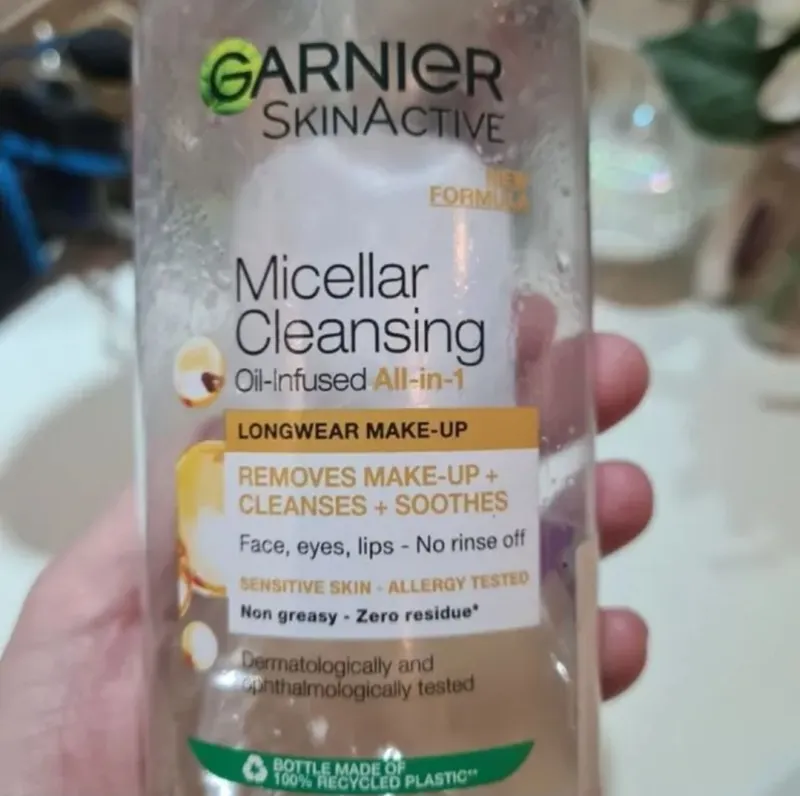 GARNIER
SKINACTIVE
NEW
FORMULA
Micellar
Cleansing
Oil-Infused All-in-1
LONGWEAR MAKE-UP
REMOVES MAKE-UP +
CLEANSES + SOOTHES
Face, eyes, lips - No rinse off
SENSITIVE SKIN - ALLERGY TESTED
Non greasy - Zero residue*
Dermatologically and
ophthalmologically tested
BOTTLE MADE OF
100% RECYCLED PLASTIC**